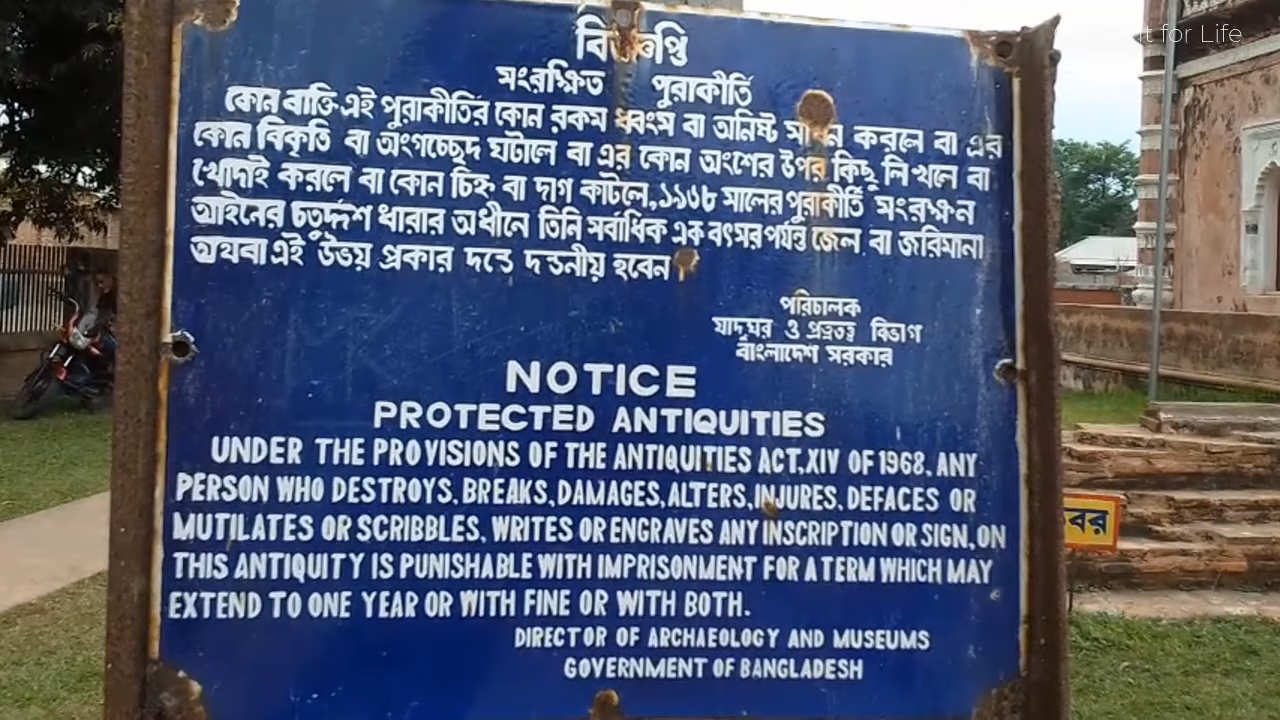 It for Life
বিজ্ঞপ্তি
সংরক্ষিত পুরাকীর্তি
কোন ব্যক্তি এই পুরাকীর্তির কোন রকম ধ্বংস বা অনিষ্ট সাধন করলে বা এর
কোন বিকৃতি বা অংগচ্ছেদ ঘটালে বা এর কোন অংশের উপর কিছু লিখলে বা
খোদাই করলে বা কোন চিহ্ন বা দাগ কাটলে, ১৯৬৮ সালের পুরাকীর্তি সংরক্ষন
আইনের চতুর্দ্দশ ধারার অধীনে তিনি সর্বাধিক এক বৎসর পর্যন্ত জেল বা জরিমানা
অথবা এই উভয় প্রকার দন্ডে দন্ডনীয় হবেন
পরিচালক
যাদুঘর ও প্রত্নতত্ব বিভাগ
বাংলাদেশ সরকার
NOTICE
PROTECTED ANTIQUITIES
UNDER THE PROVISIONS OF THE ANTIQUITIES ACT,XIV OF 1968, ANY
PERSON WHO DESTROYS, BREAKS, DAMAGES, ALTERS, INJURES, DEFACES OR
MUTILATES OR SCRIBBLES, WRITES OR ENGRAVES ANY INSCRIPTION OR SIGN, ON
THIS ANTIQUITY IS PUNISHABLE WITH IMPRISONMENT FOR A TERM WHICH MAY
EXTEND TO ONE YEAR OR WITH FINE OR WITH BOTH.
DIRECTOR OF ARCHAEOLOGY AND MUSEUMS
GOVERNMENT OF BANGLADESH